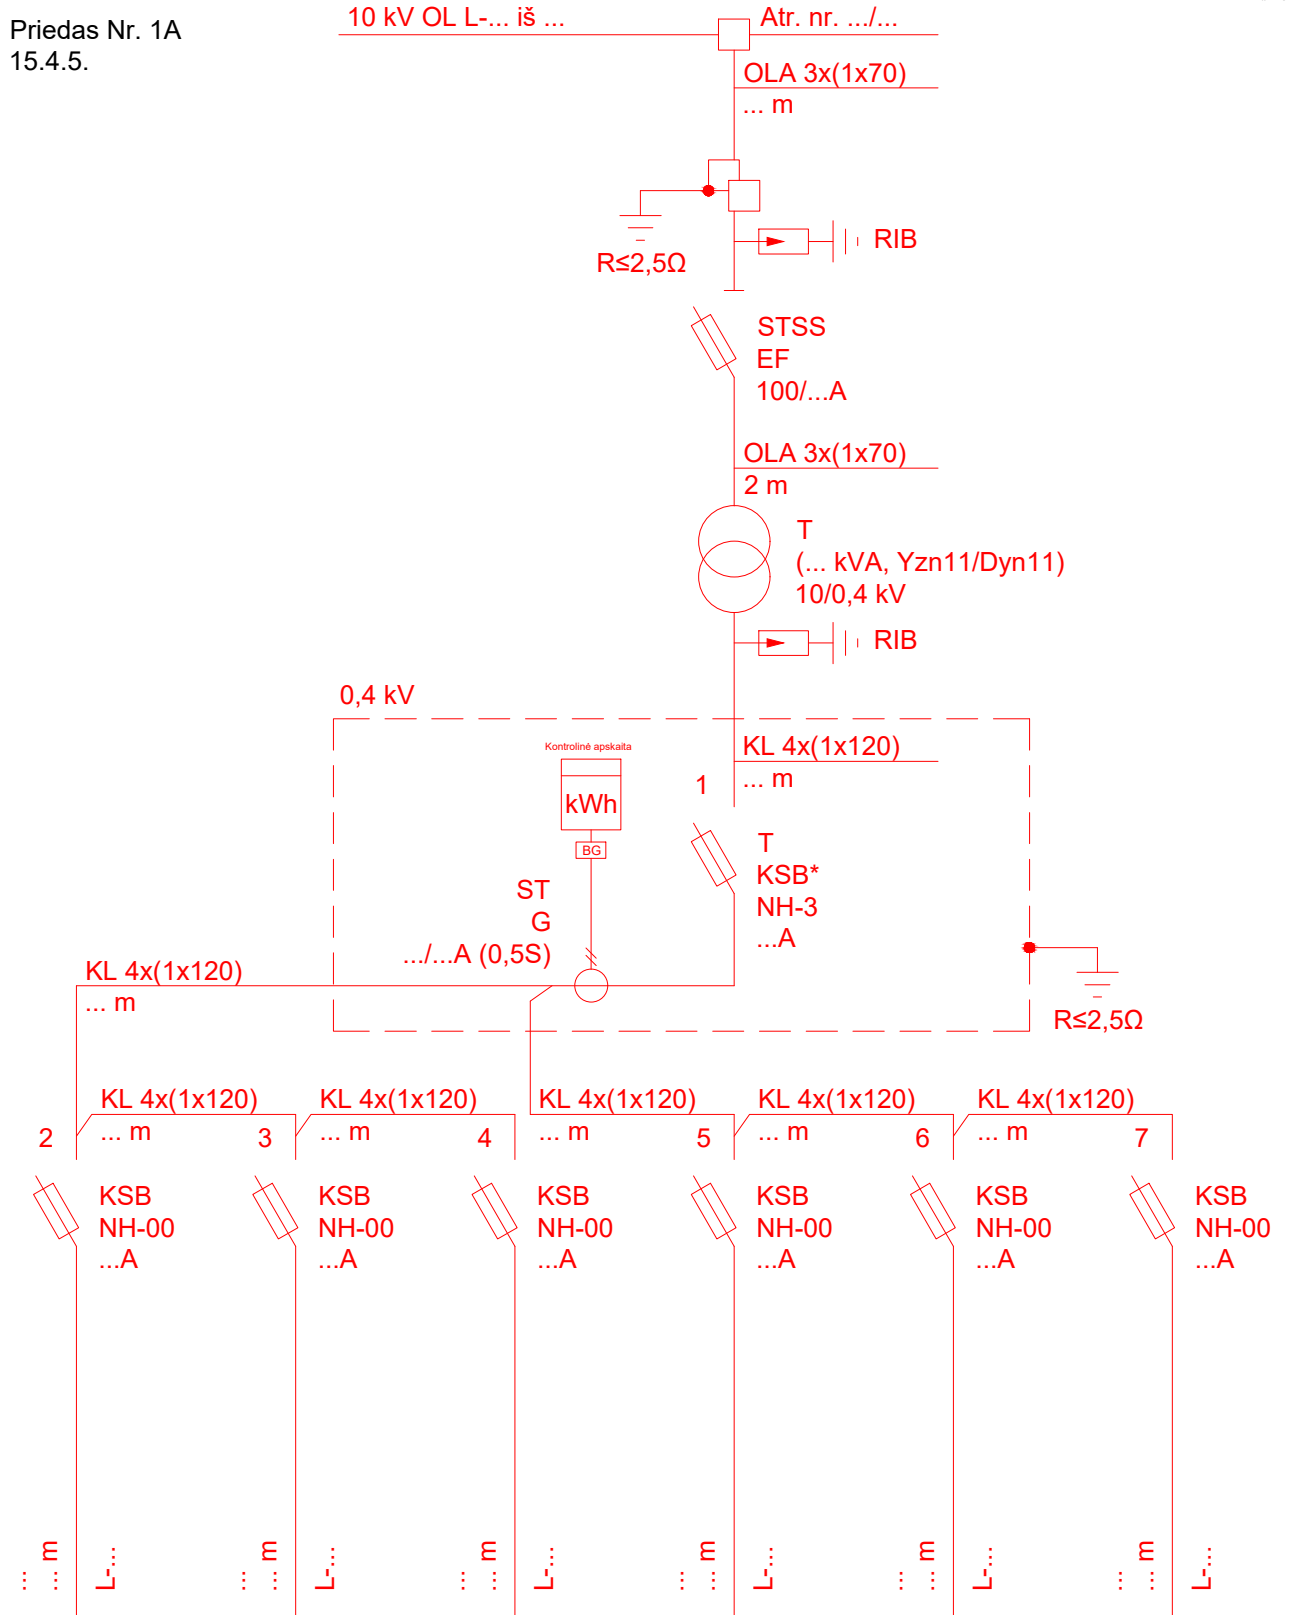 Priedas Nr. 1A
15.4.5.
10 kV OL L-... iš ...
Atr. nr. .../...
OLA 3x(1x70)
... m
R≤2,5Ω
RIB
STSS
EF
100/...A
OLA 3x(1x70)
2 m
T
(... kVA, Yzn11/Dyn11)
10/0,4 kV
RIB
0,4 kV
Kontrolinė apskaita
kWh
BG
KL 4x(1x120)
... m
1
T
KSB*
NH-3
...A
ST
G
.../...A (0,5S)
KL 4x(1x120)
... m
R≤2,5Ω
KL 4x(1x120)
... m
KL 4x(1x120)
... m
KL 4x(1x120)
... m
KL 4x(1x120)
... m
KL 4x(1x120)
... m
2
KSB
NH-00
...A
3
KSB
NH-00
...A
4
KSB
NH-00
...A
5
KSB
NH-00
...A
6
KSB
NH-00
...A
7
KSB
NH-00
...A
...
... m
L-...
...
... m
L-...
...
... m
L-...
...
... m
L-...
...
... m
L-...
...
... m
L-...